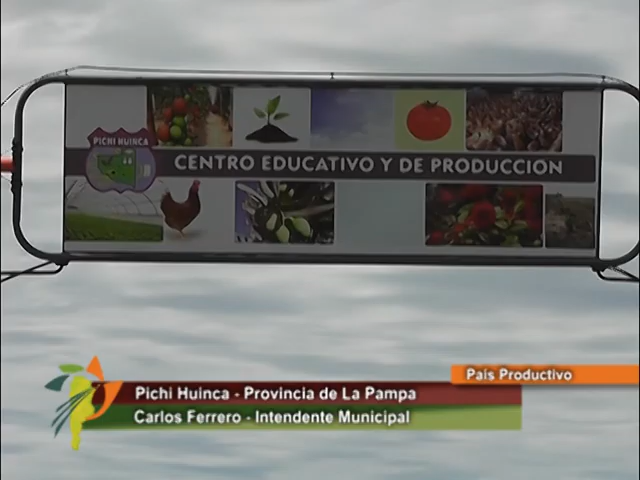 PICHI HUINCA
CENTRO EDUCATIVO Y DE PRODUCCION
País Productivo
Pichi Huinca - Provincia de La Pampa
Carlos Ferrero - Intendente Municipal